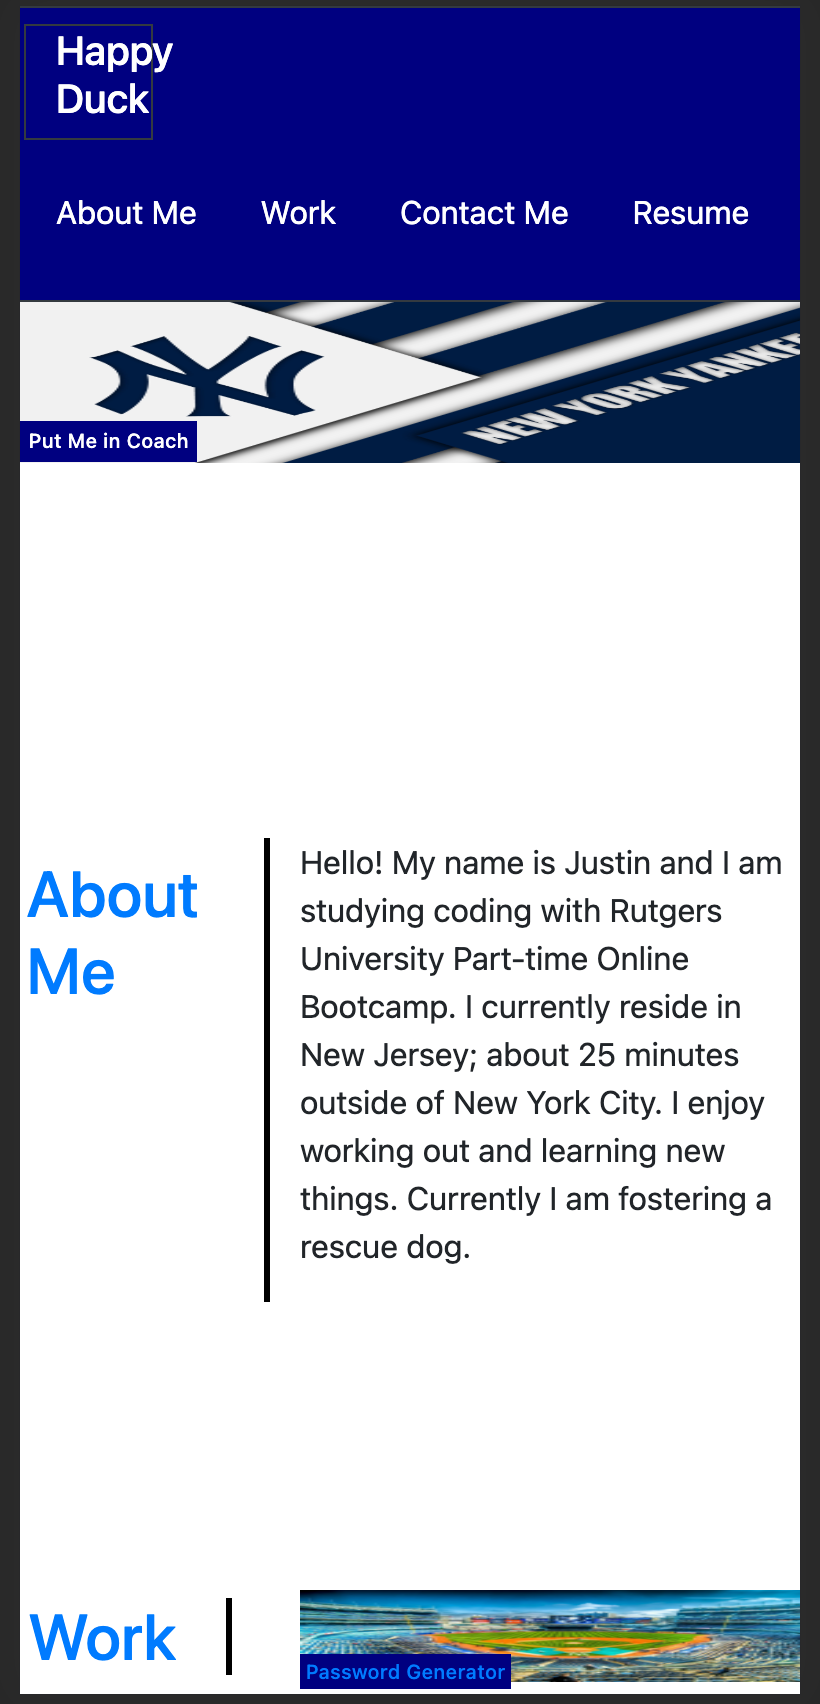 Happy
Duck
About Me Work Contact Me Resume
NY
NEW YORK YANKEE
Put Me in Coach
About
Me
Hello! My name is Justin and I am
studying coding with Rutgers
University Part-time Online
Bootcamp. I currently reside in
New Jersey; about 25 minutes
outside of New York City. I enjoy
working out and learning new
things. Currently I am fostering a
rescue dog.
Work
Password Generator